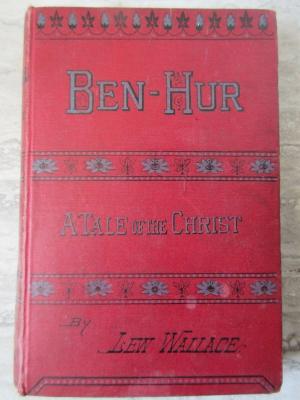 BEN-HUR
A TALE OF THE CHRIST
By
LEW WALLACE.